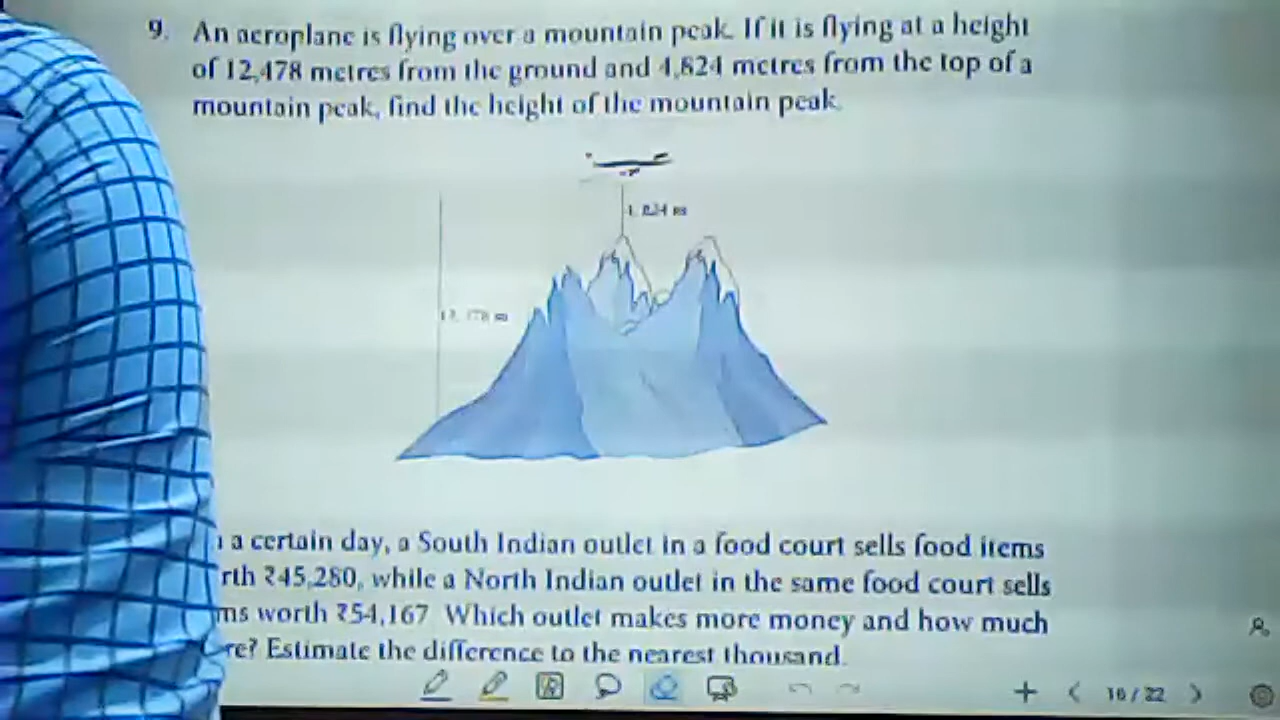 9. An aeroplane is flying over a mountain peak. If it is flying at a height
of 12,478 metres from the ground and 4,824 metres from the top of a
mountain peak, find the height of the mountain peak.
a certain day, a South Indian outlet in a food court sells food items
rth ₹45,280, while a North Indian outlet in the same food court sells
ms worth ₹54,167 Which outlet makes more money and how much
re? Estimate the difference to the nearest thousand.